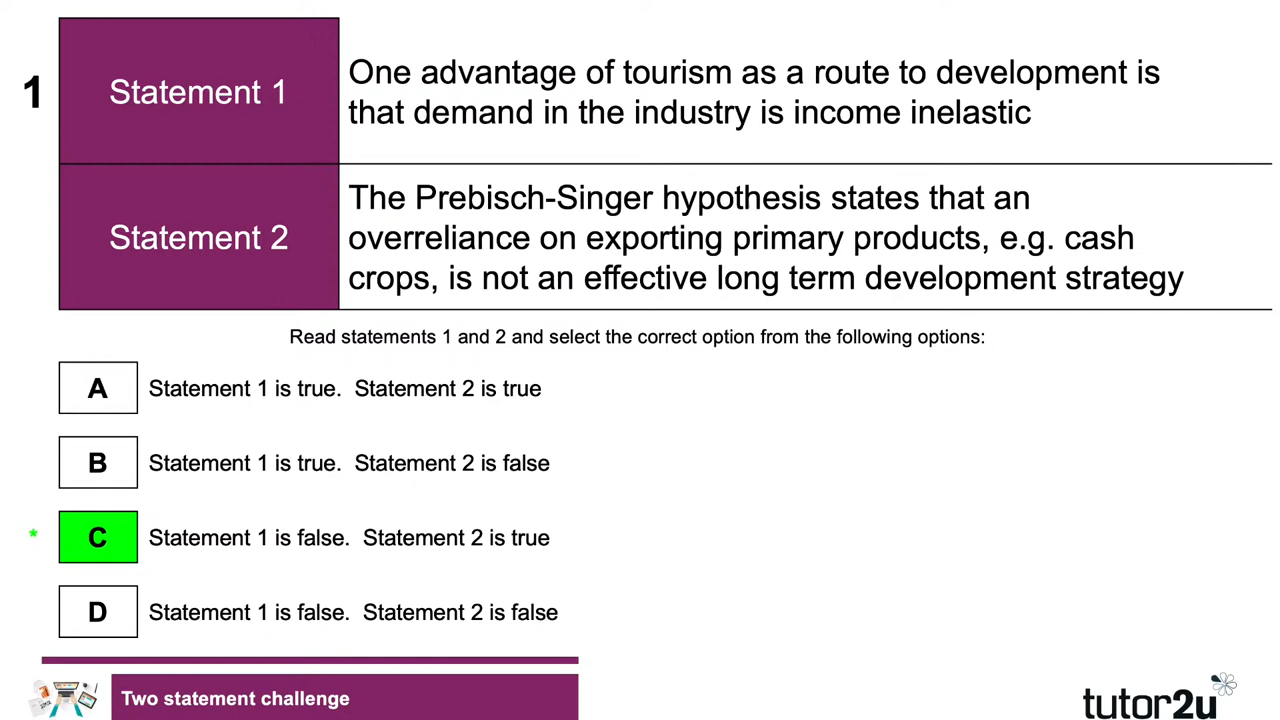 1
Statement 1
One advantage of tourism as a route to development is
that demand in the industry is income inelastic
Statement 2
The Prebisch-Singer hypothesis states that an
overreliance on exporting primary products, e.g. cash
crops, is not an effective long term development strategy
Read statements 1 and 2 and select the correct option from the following options:
A Statement 1 is true. Statement 2 is true
B Statement 1 is true. Statement 2 is false
* C Statement 1 is false. Statement 2 is true
D Statement 1 is false. Statement 2 is false
Two statement challenge
tutor2u